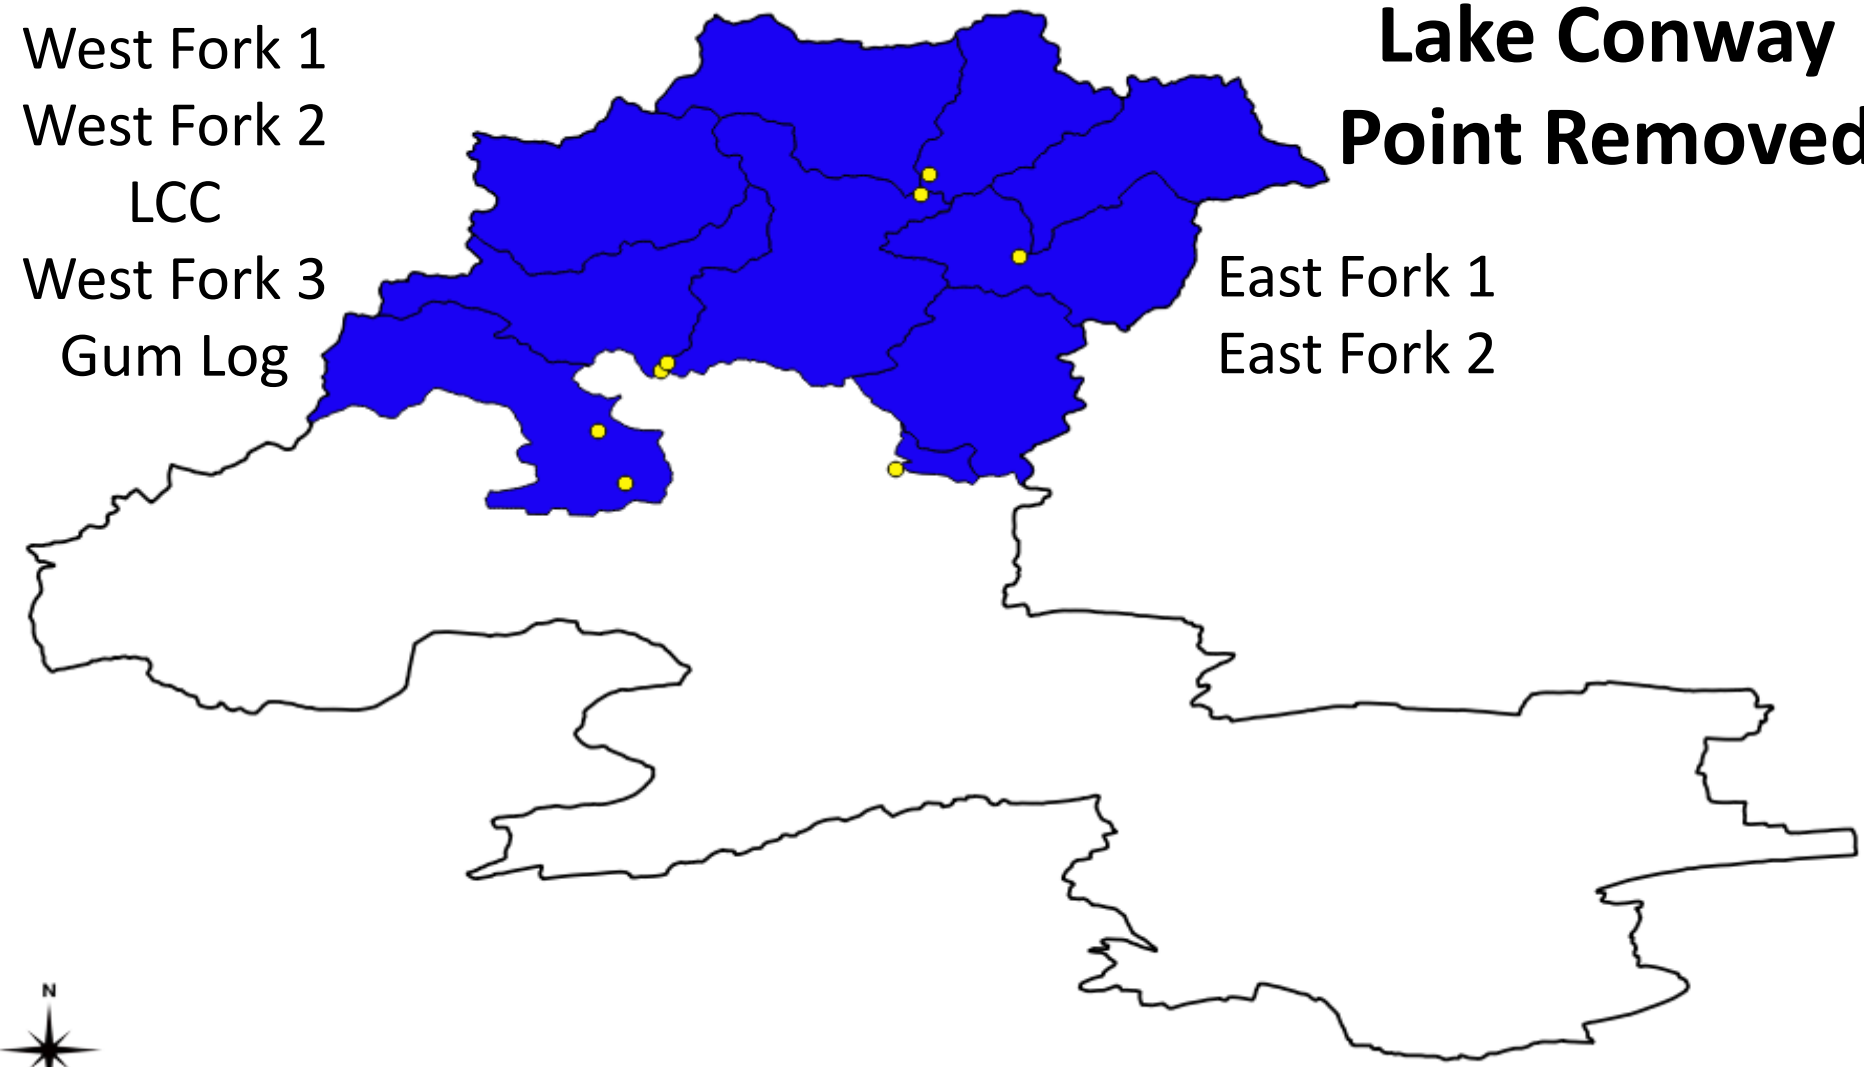 West Fork 1
West Fork 2
LCC
West Fork 3
Gum Log
Lake Conway
Point Removed
East Fork 1
East Fork 2
N